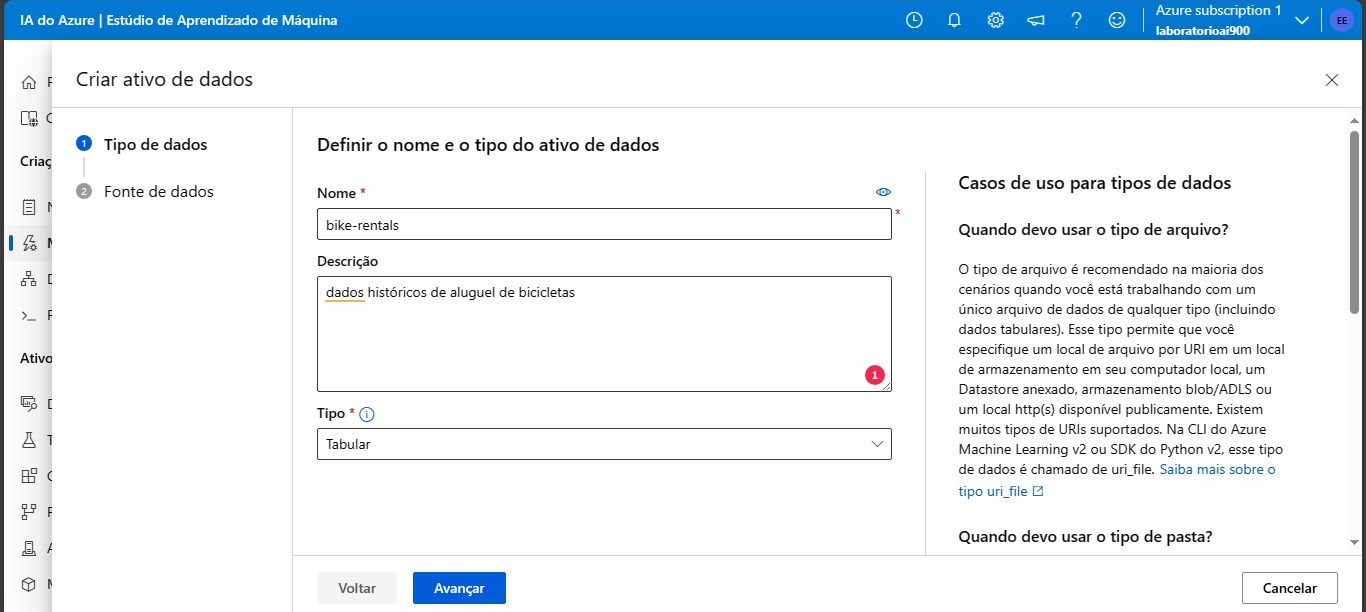 IA do Azure | Estúdio de Aprendizado de Máquina
Azure subscription 1
laboratorioai900
EE
Criar ativo de dados
1 Tipo de dados
2 Fonte de dados
Criaç
Ativo
Definir o nome e o tipo do ativo de dados
Nome *
bike-rentals
*
Descrição
dados históricos de aluguel de bicicletas
1
Tipo *
Tabular
Casos de uso para tipos de dados
Quando devo usar o tipo de arquivo?
O tipo de arquivo é recomendado na maioria dos
cenários quando você está trabalhando com um
único arquivo de dados de qualquer tipo (incluindo
dados tabulares). Esse tipo permite que você
especifique um local de arquivo por URI em um local
de armazenamento em seu computador local, um
Datastore anexado, armazenamento blob/ADLS ou
um local http(s) disponível publicamente. Existem
muitos tipos de URIs suportados. Na CLI do Azure
Machine Learning v2 ou SDK do Python v2, esse tipo
de dados é chamado de uri_file. Saiba mais sobre o
tipo uri_file
Quando devo usar o tipo de pasta?
Voltar
Avançar
Cancelar